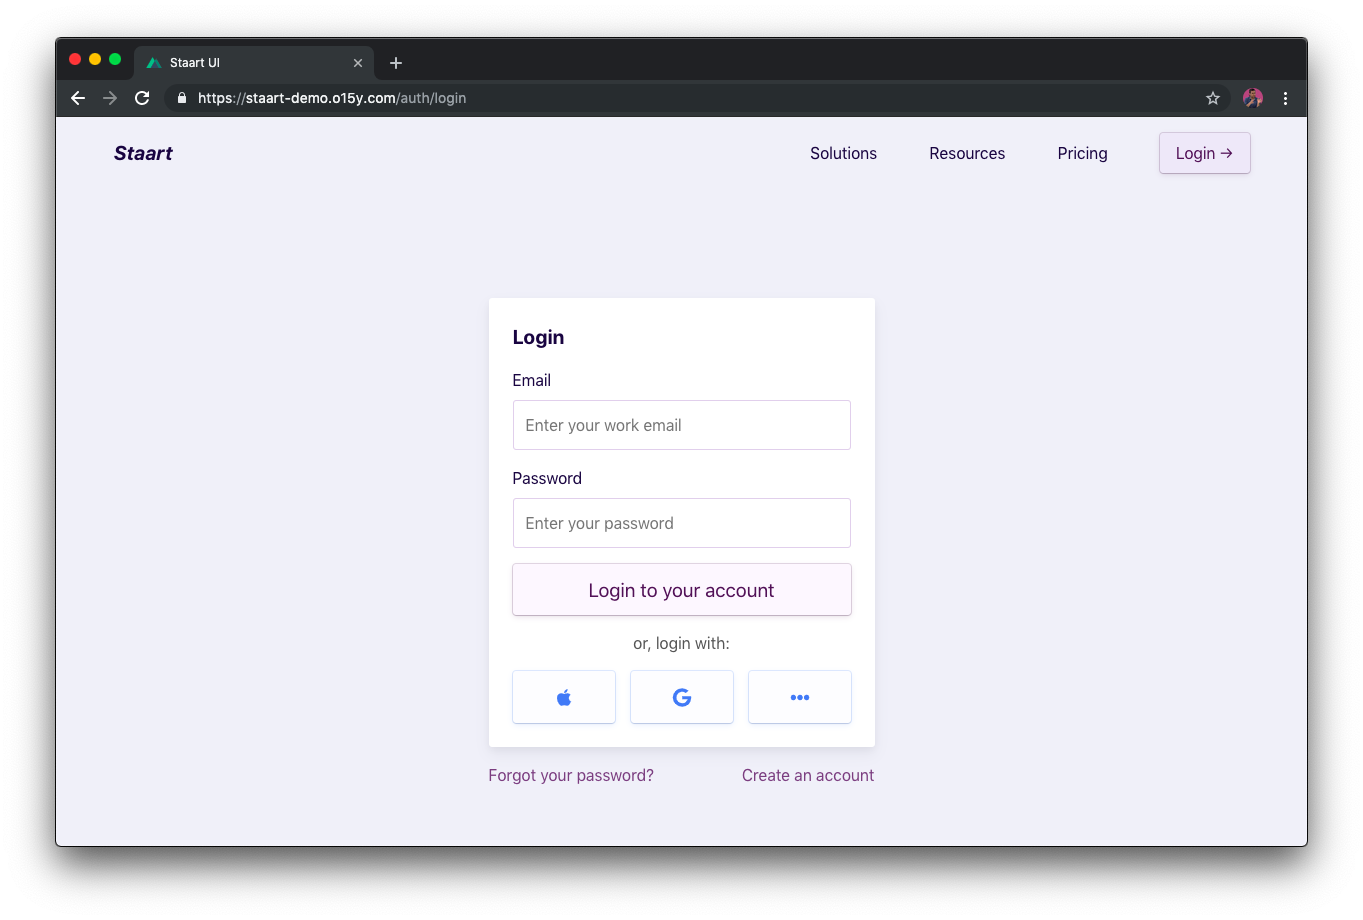 Staart UI
https://staart-demo.o15y.com/auth/login
Staart
Solutions
Resources
Pricing
Login →
Login
Email
Enter your work email
Password
Enter your password
Login to your account
or, login with:
Forgot your password?
Create an account